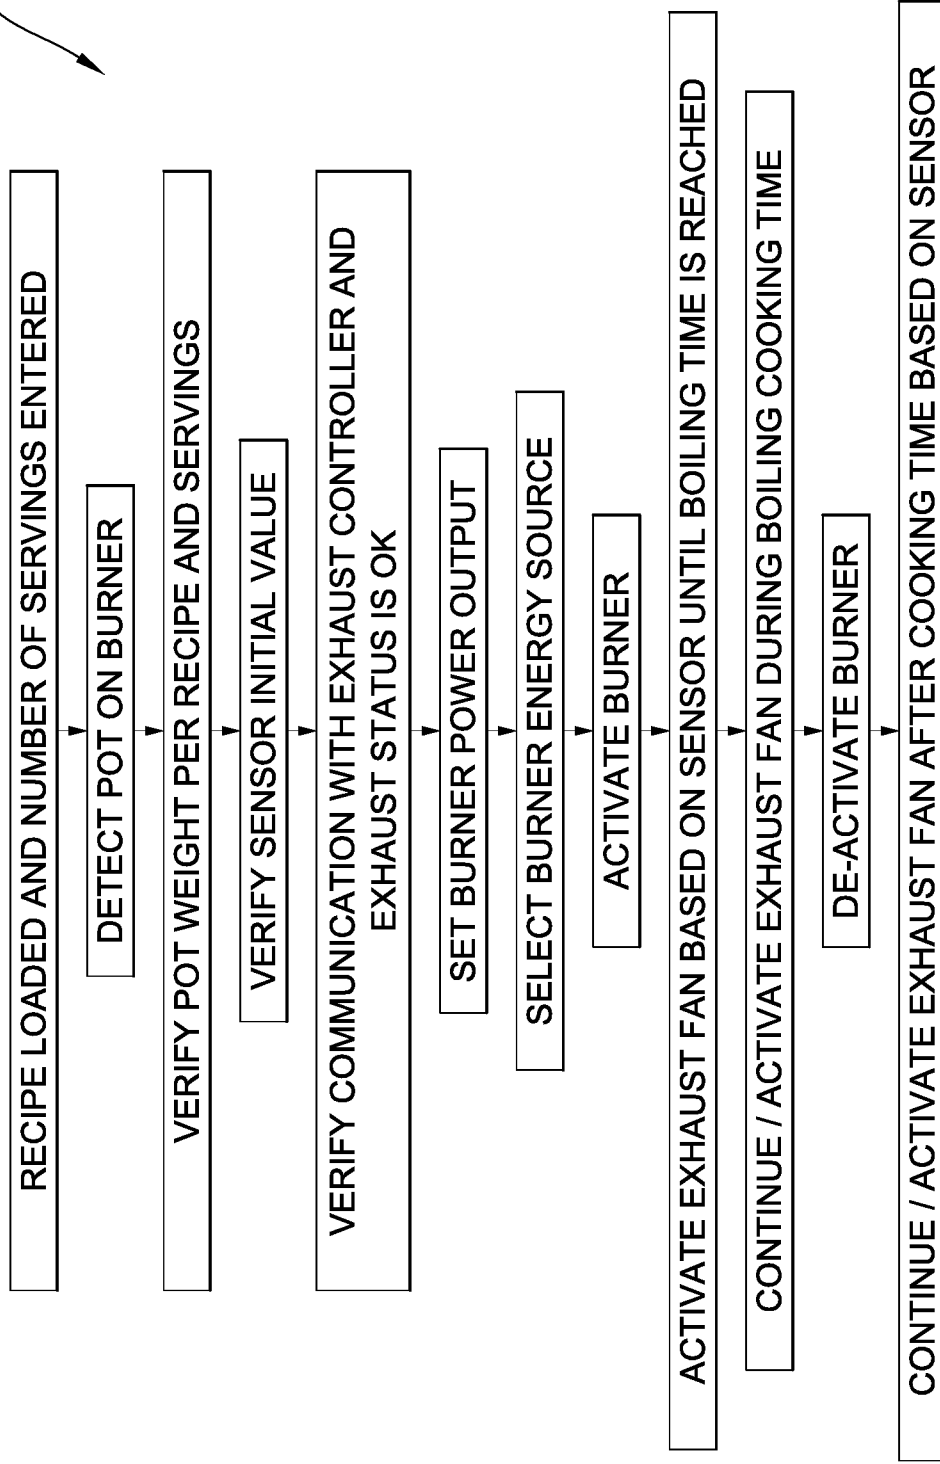 RECIPE LOADED AND NUMBER OF SERVINGS ENTERED
DETECT POT ON BURNER
VERIFY POT WEIGHT PER RECIPE AND SERVINGS
VERIFY SENSOR INITIAL VALUE
VERIFY COMMUNICATION WITH EXHAUST CONTROLLER AND
EXHAUST STATUS IS OK
SET BURNER POWER OUTPUT
SELECT BURNER ENERGY SOURCE
ACTIVATE BURNER
ACTIVATE EXHAUST FAN BASED ON SENSOR UNTIL BOILING TIME IS REACHED
CONTINUE / ACTIVATE EXHAUST FAN DURING BOILING COOKING TIME
DE-ACTIVATE BURNER
CONTINUE / ACTIVATE EXHAUST FAN AFTER COOKING TIME BASED ON SENSOR